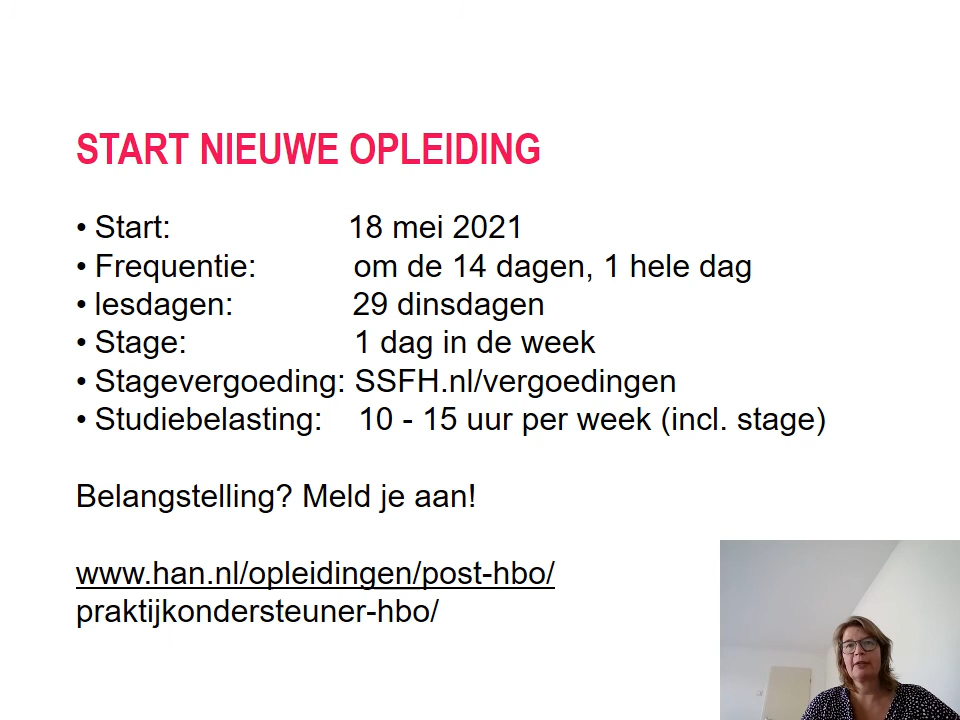 START NIEUWE OPLEIDING
• Start: 18 mei 2021
• Frequentie: om de 14 dagen, 1 hele dag
• lesdagen: 29 dinsdagen
• Stage: 1 dag in de week
• Stagevergoeding: SSFH.nl/vergoedingen
• Studiebelasting: 10 - 15 uur per week (incl. stage)
Belangstelling? Meld je aan!
www.han.nl/opleidingen/post-hbo/
praktijkondersteuner-hbo/